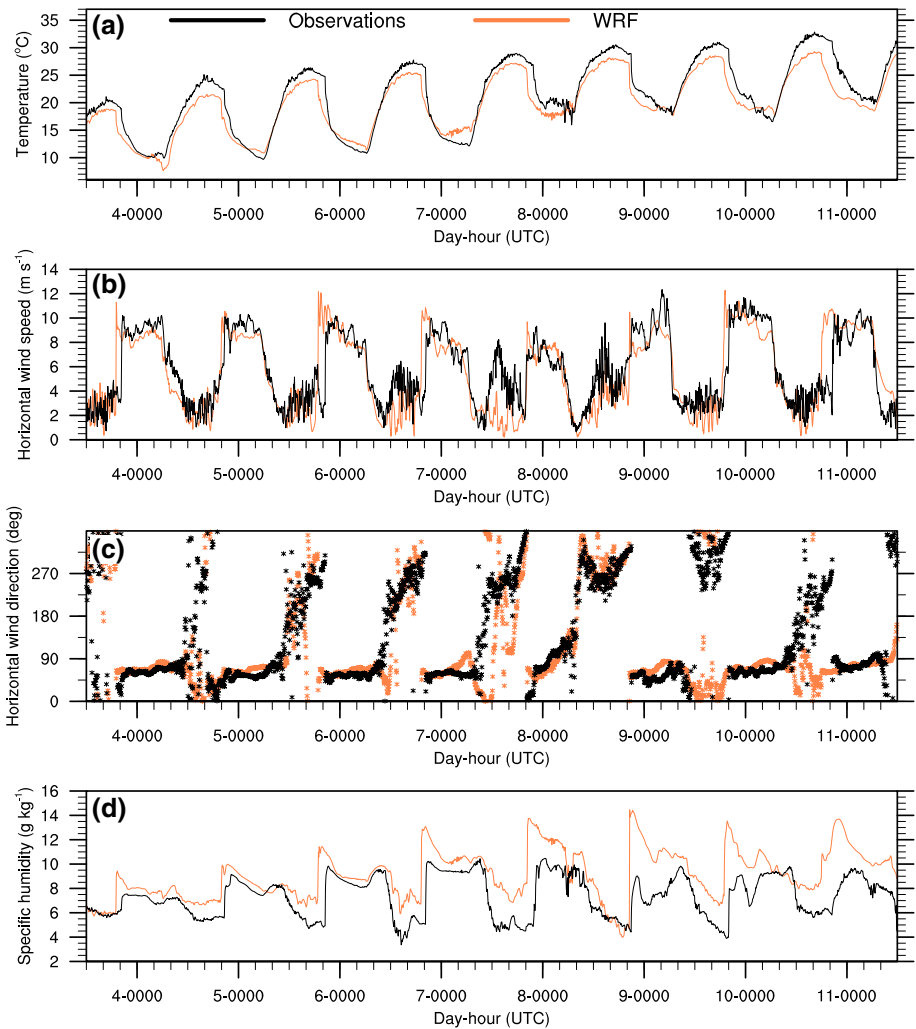 (a)
Observations
WRF
Temperature (°C)
35
30
25
20
15
10
4-0000 5-0000 6-0000 7-0000 8-0000 9-0000 10-0000 11-0000
Day-hour (UTC)
(b)
Horizontal wind speed (m s⁻¹)
14
12
10
8
6
4
2
0
4-0000 5-0000 6-0000 7-0000 8-0000 9-0000 10-0000 11-0000
Day-hour (UTC)
(c)
Horizontal wind direction (deg)
270
180
90
0
4-0000 5-0000 6-0000 7-0000 8-0000 9-0000 10-0000 11-0000
Day-hour (UTC)
(d)
Specific humidity (g kg⁻¹)
16
14
12
10
8
6
4
2
4-0000 5-0000 6-0000 7-0000 8-0000 9-0000 10-0000 11-0000
Day-hour (UTC)